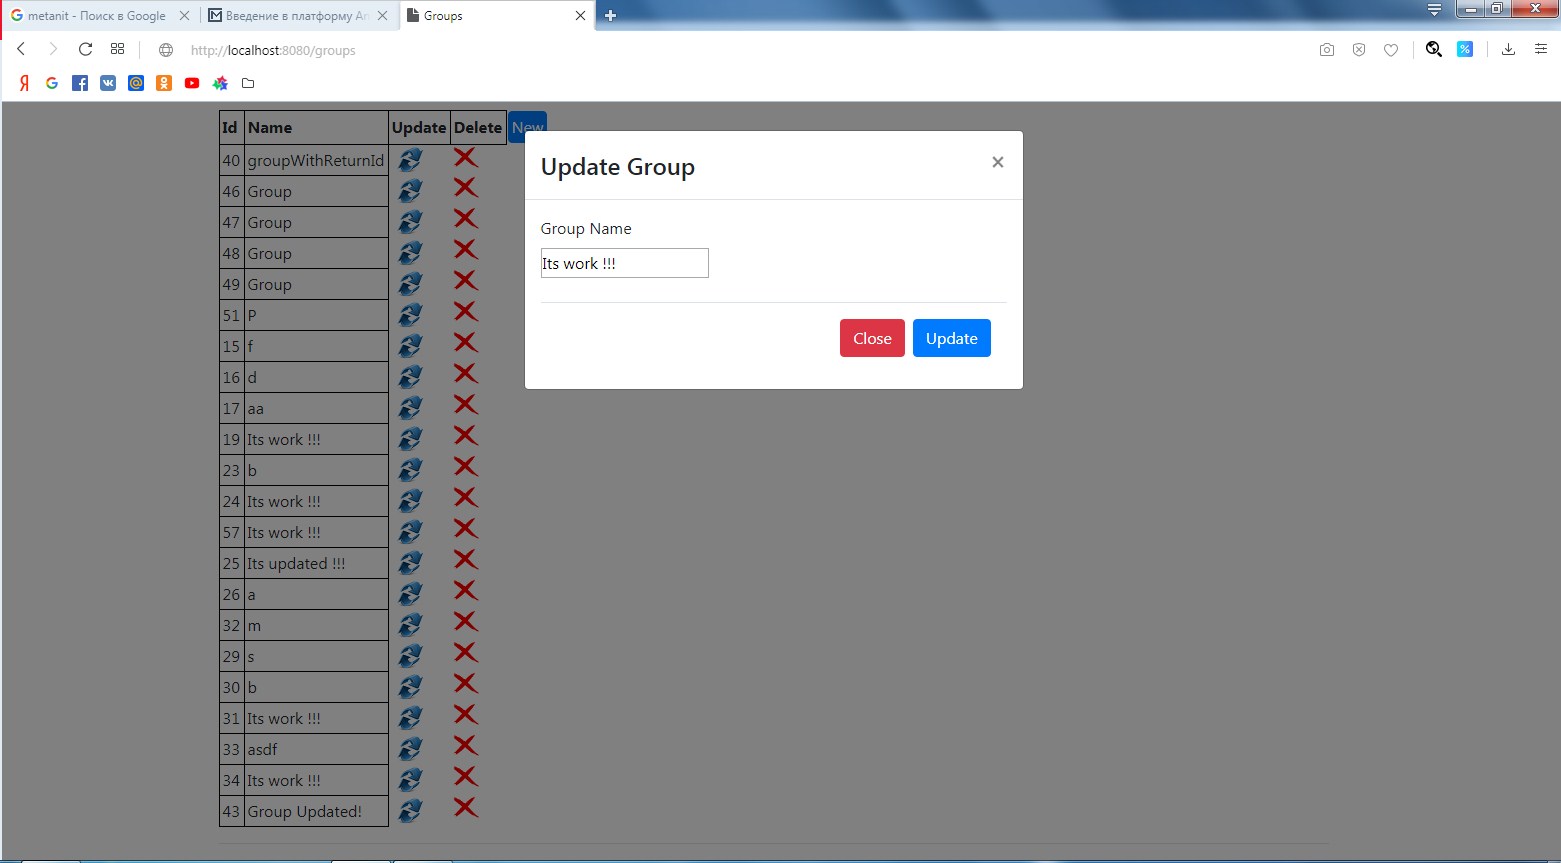 metanit - Поиск в Google
Введение в платформу
Groups
http://localhost:8080/groups
Id Name Update Delete New
40 groupWithReturnId
46 Group
47 Group
48 Group
49 Group
51 P
15 f
16 d
17 aa
19 Its work !!!
23 b
24 Its work !!!
57 Its work !!!
25 Its updated !!!
26 a
32 m
29 s
30 b
31 Its work !!!
33 asdf
34 Its work !!!
43 Group Updated!
Update Group
×
Group Name
Its work !!!
Close Update